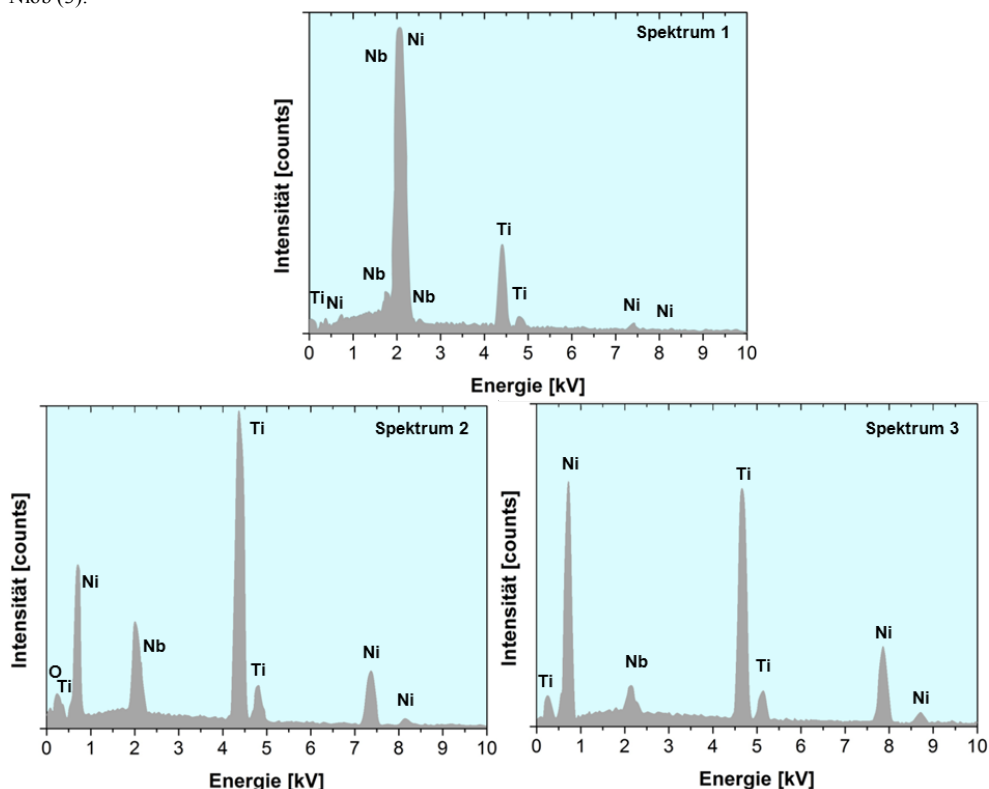 Niob (3).
Spektrum 1
Nb Ni
Nb
Ti Ni
Nb
Ti
Ti
Ni Ni
Intensität [counts]
0 1 2 3 4 5 6 7 8 9 10
Energie [kV]
Spektrum 2
O
Ti
Ni
Nb
Ti
Ti
Ni
Ni
Intensität [counts]
0 1 2 3 4 5 6 7 8 9 10
Energie [kV]
Spektrum 3
Ti
Ni
Nb
Ti
Ti
Ni
Ni
Intensität [counts]
0 1 2 3 4 5 6 7 8 9 10
Energie [kV]